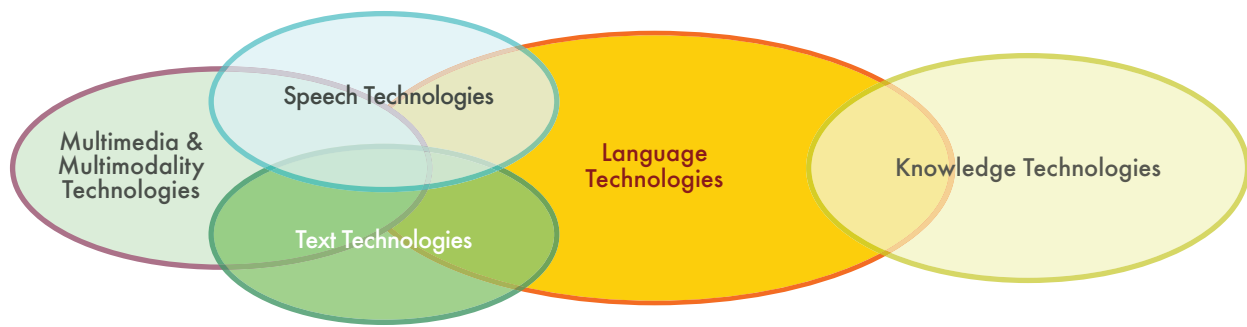 Speech Technologies
Multimedia &
Multimodality
Technologies
Text Technologies
Language
Technologies
Knowledge Technologies